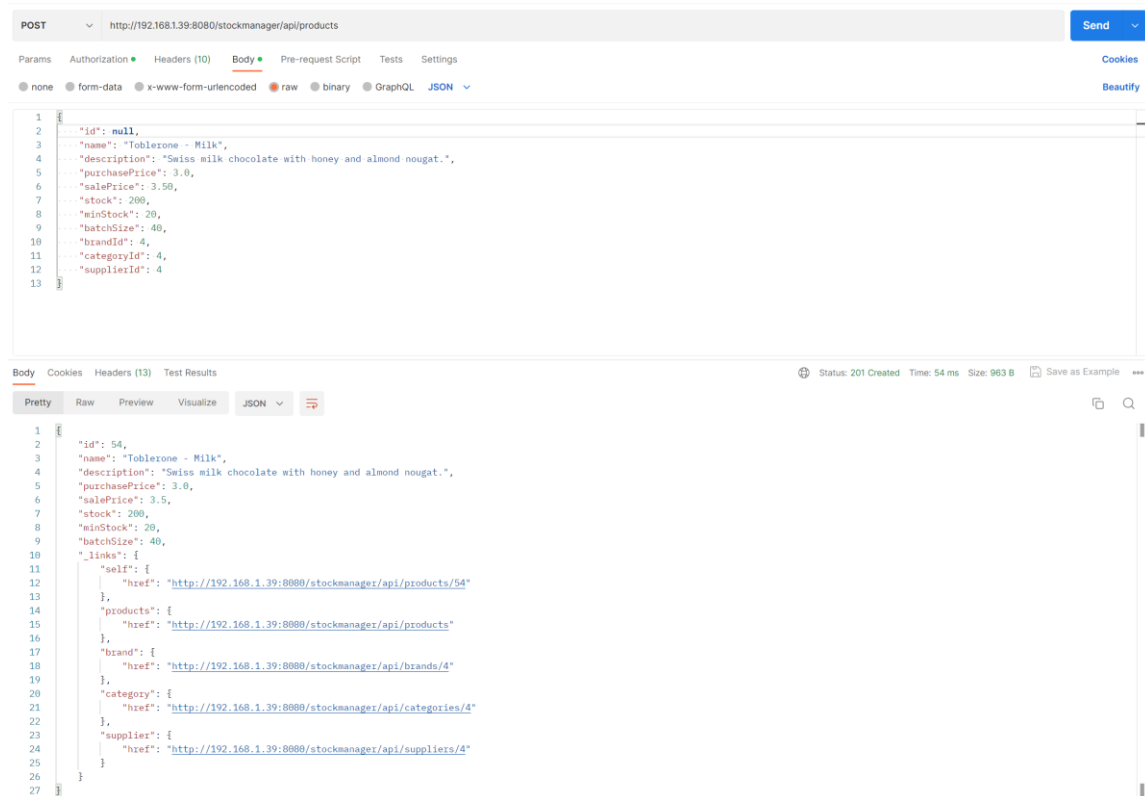 POST http://192.168.1.39:8080/stockmanager/api/products Send
Params Authorization Headers (10) Body Pre-request Script Tests Settings Cookies
none form-data x-www-form-urlencoded raw binary GraphQL JSON Beautify
1 {
2 "id": null,
3 "name": "Toblerone - Milk",
4 "description": "Swiss milk chocolate with honey and almond nougat.",
5 "purchasePrice": 3.0,
6 "salePrice": 3.50,
7 "stock": 200,
8 "minStock": 20,
9 "batchSize": 40,
10 "brandId": 4,
11 "categoryId": 4,
12 "supplierId": 4
13 }
Body Cookies Headers (13) Test Results Status: 201 Created Time: 54 ms Size: 963 B Save as Example
Pretty Raw Preview Visualize JSON
1 {
2 "id": 54,
3 "name": "Toblerone - Milk",
4 "description": "Swiss milk chocolate with honey and almond nougat.",
5 "purchasePrice": 3.0,
6 "salePrice": 3.5,
7 "stock": 200,
8 "minStock": 20,
9 "batchSize": 40,
10 "_links": {
11 "self": {
12 "href": "http://192.168.1.39:8080/stockmanager/api/products/54"
13 },
14 "products": {
15 "href": "http://192.168.1.39:8080/stockmanager/api/products"
16 },
17 "brand": {
18 "href": "http://192.168.1.39:8080/stockmanager/api/brands/4"
19 },
20 "category": {
21 "href": "http://192.168.1.39:8080/stockmanager/api/categories/4"
22 },
23 "supplier": {
24 "href": "http://192.168.1.39:8080/stockmanager/api/suppliers/4"
25 }
26 }
27 }